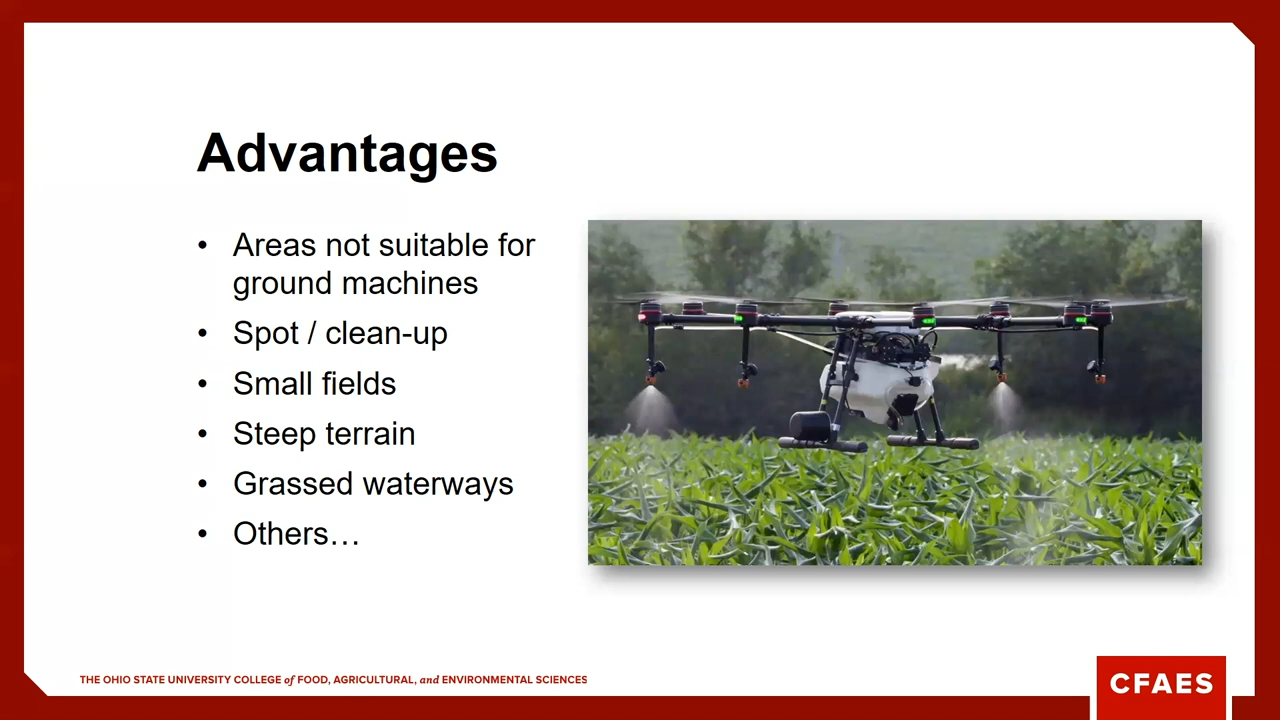 Advantages
• Areas not suitable for
ground machines
• Spot / clean-up
• Small fields
• Steep terrain
• Grassed waterways
• Others…
THE OHIO STATE UNIVERSITY COLLEGE of FOOD, AGRICULTURAL, and ENVIRONMENTAL SCIENCES
CFAES